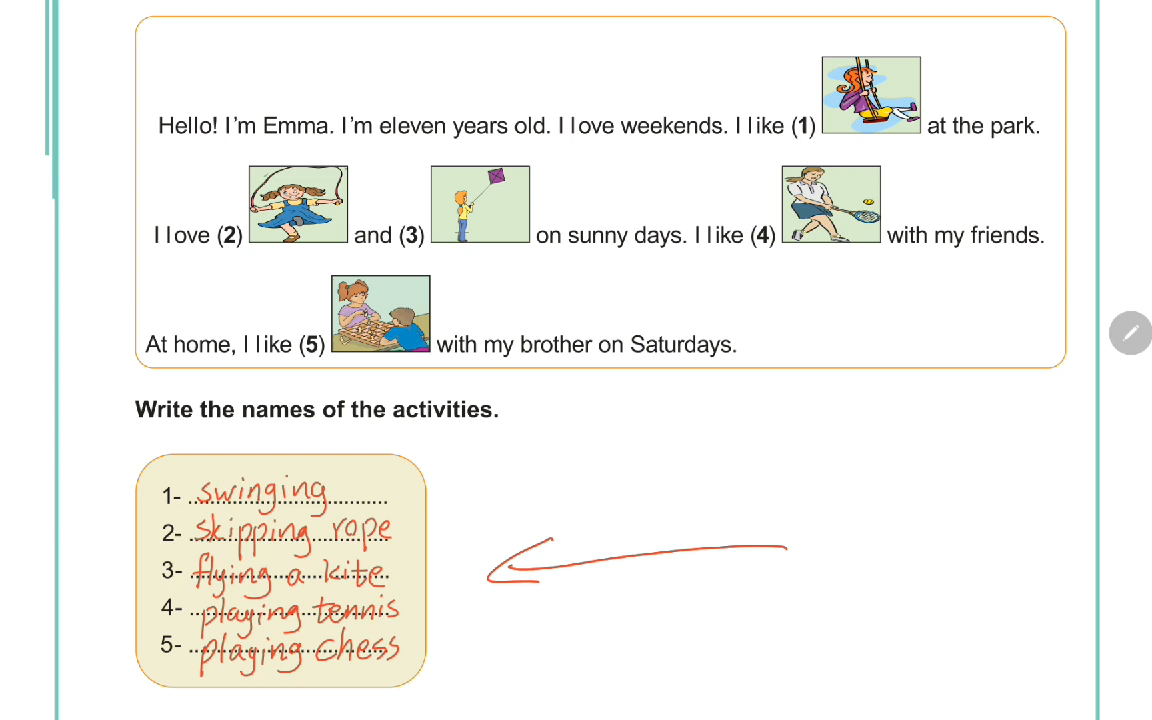 Hello! I'm Emma. I'm eleven years old. I love weekends. I like (1) at the park.
I love (2) and (3) on sunny days. I like (4) with my friends.
At home, I like (5) with my brother on Saturdays.
Write the names of the activities.
1- swinging
2- skipping rope
3- flying a kite
4- playing tennis
5- playing chess